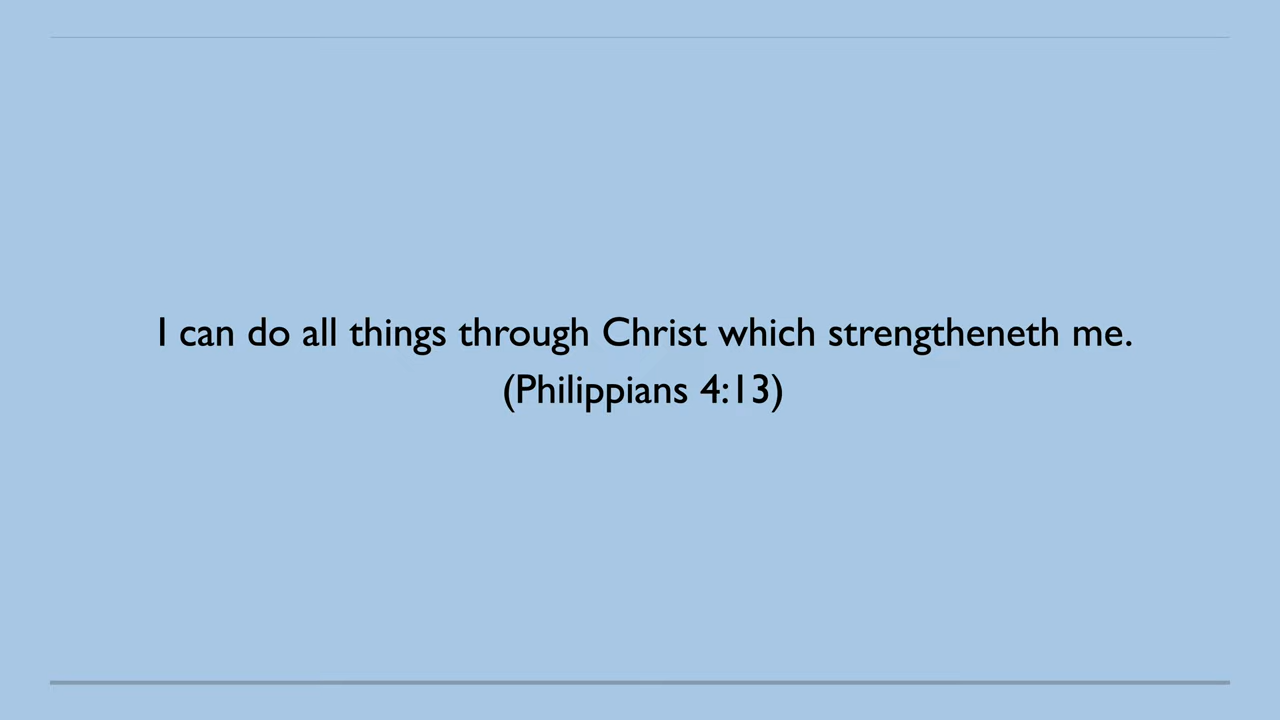 I can do all things through Christ which strengtheneth me.
(Philippians 4:13)